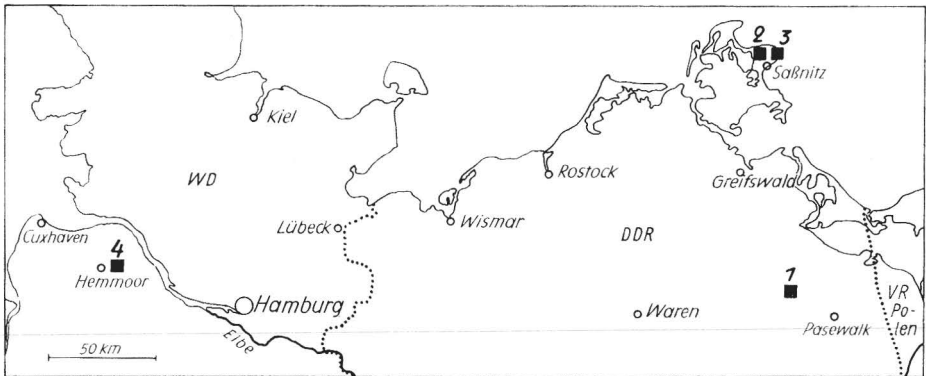 2 3
Saßnitz
Kiel
WD
Rostock
Greifswald
Cuxhaven
Lübeck
Wismar
DDR
4
Hemmoor
1
Hamburg
Waren
VR
Po-
len
Pasewalk
Elbe
50 km